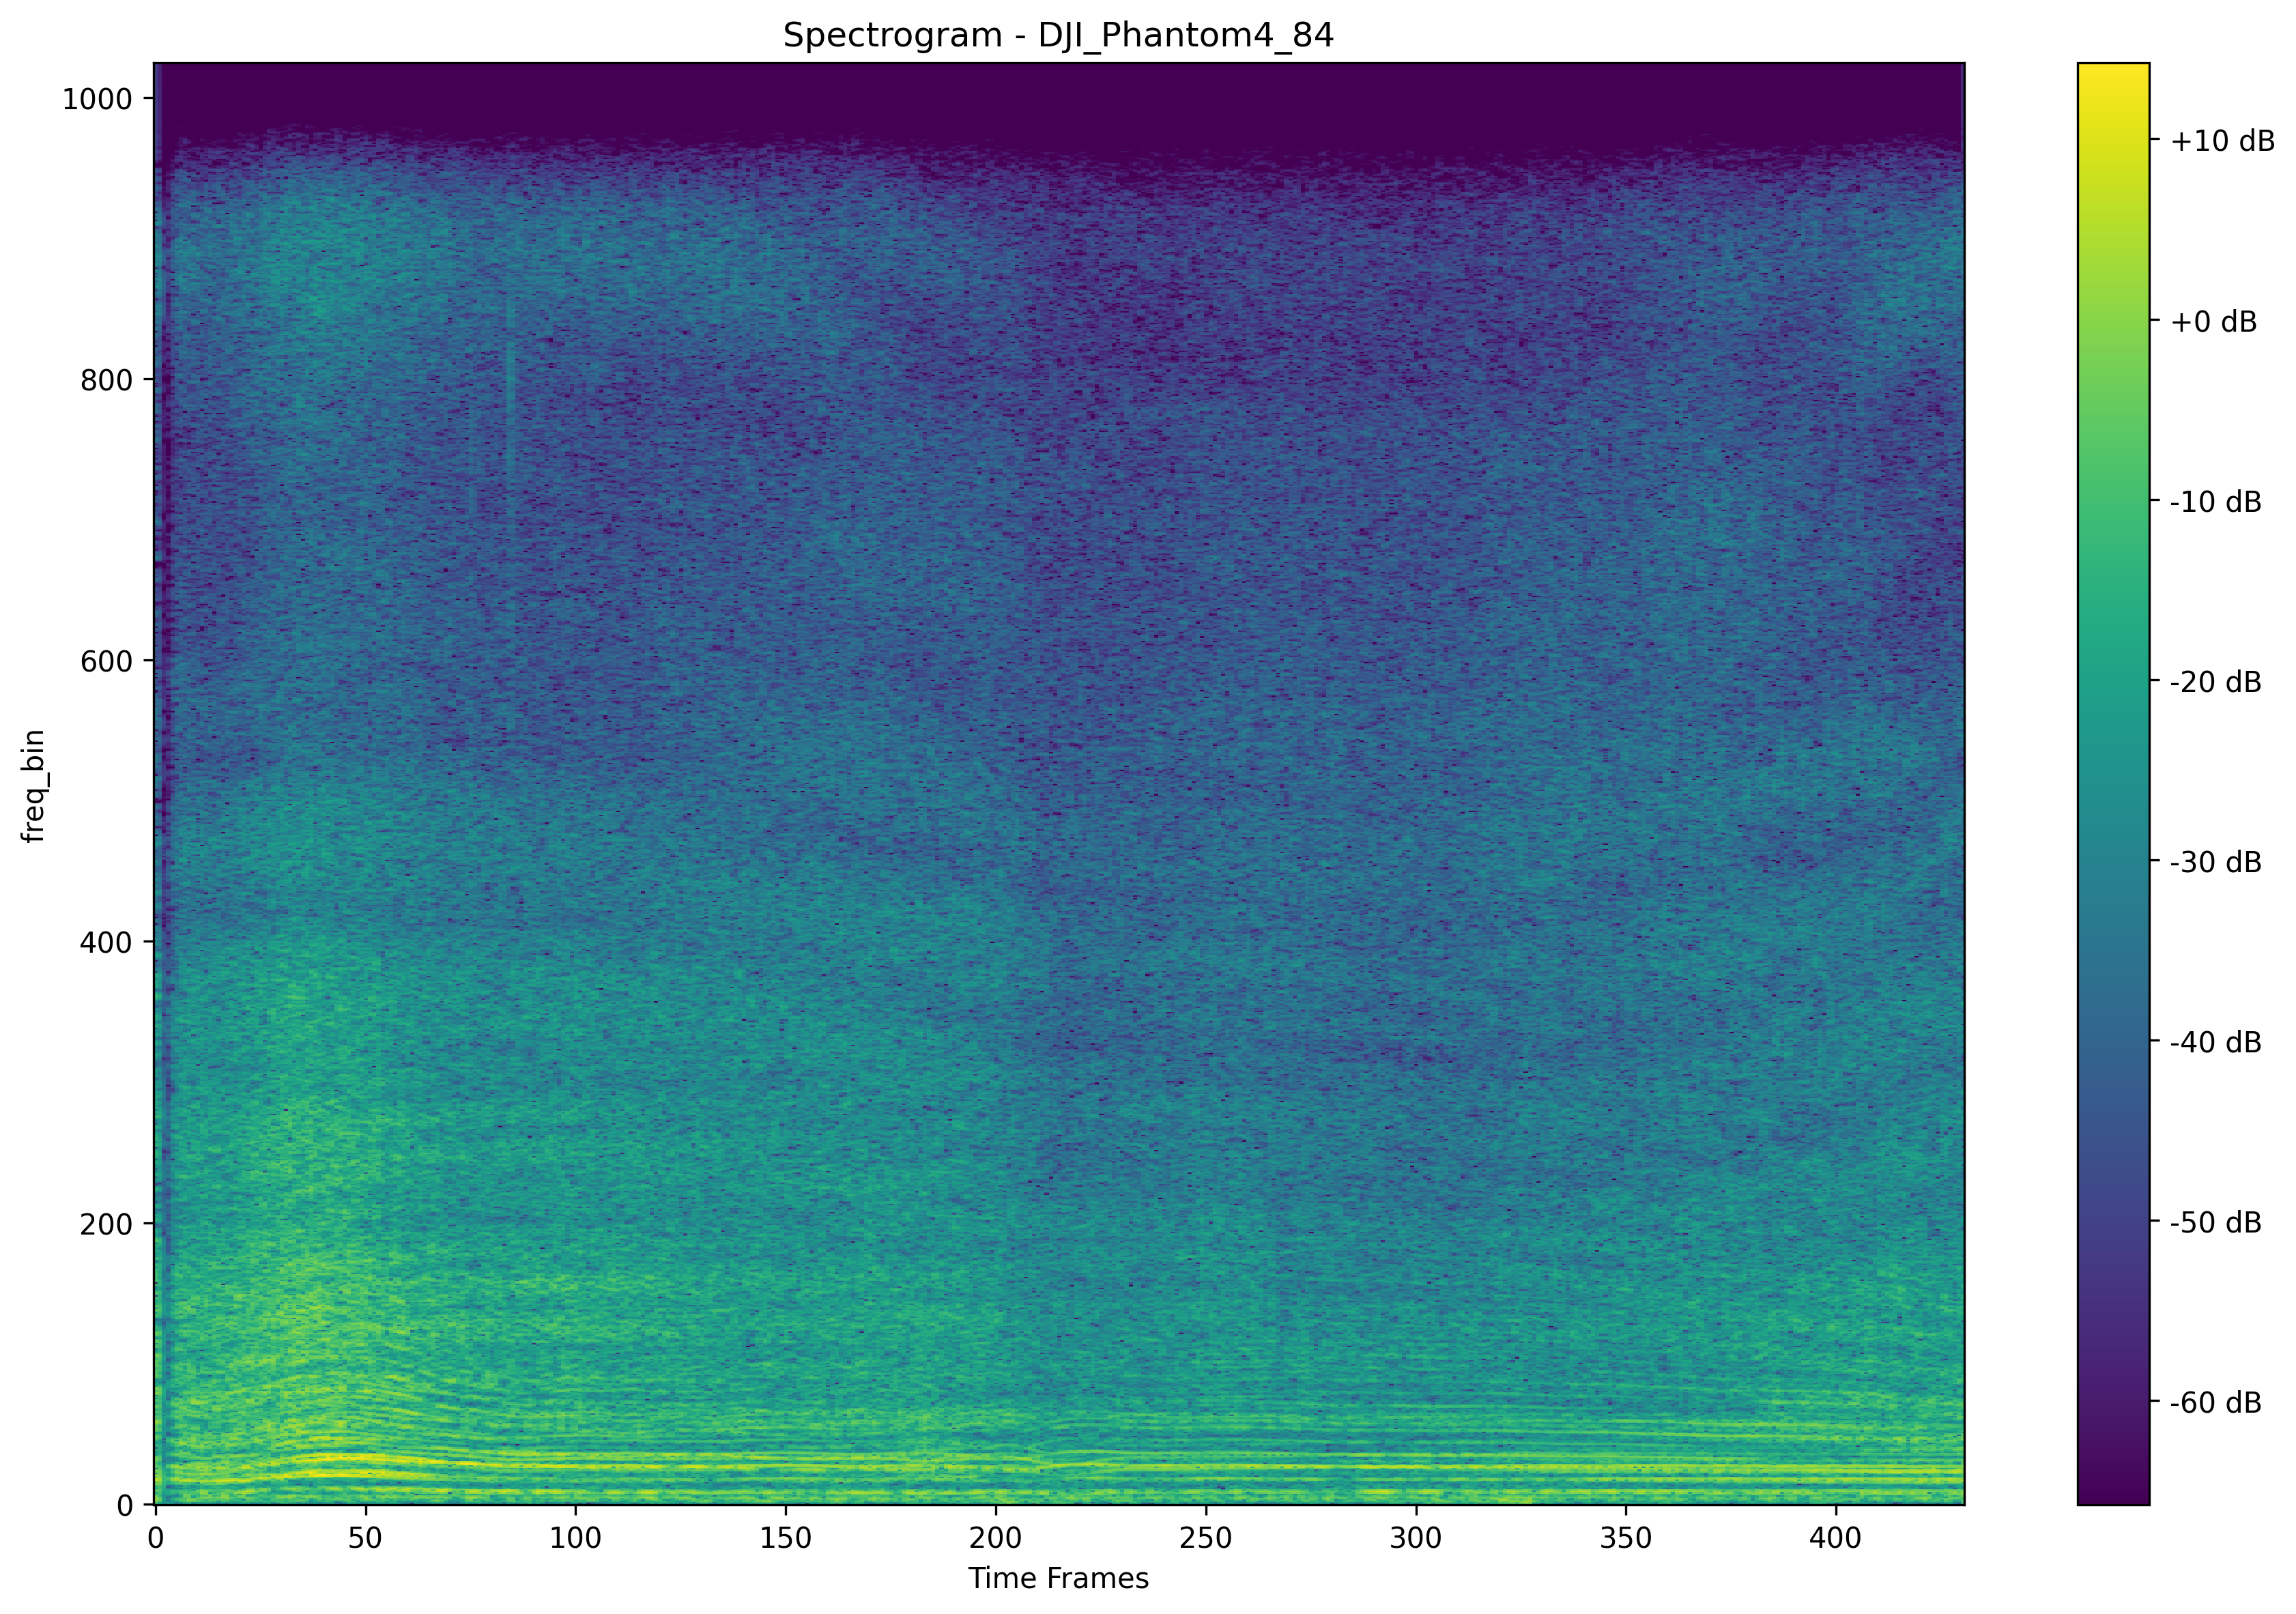 Spectrogram - DJI_Phantom4_84
1000
800
600
400
200
0
freq_bin
0 50 100 150 200 250 300 350 400
Time Frames
+10 dB
+0 dB
-10 dB
-20 dB
-30 dB
-40 dB
-50 dB
-60 dB